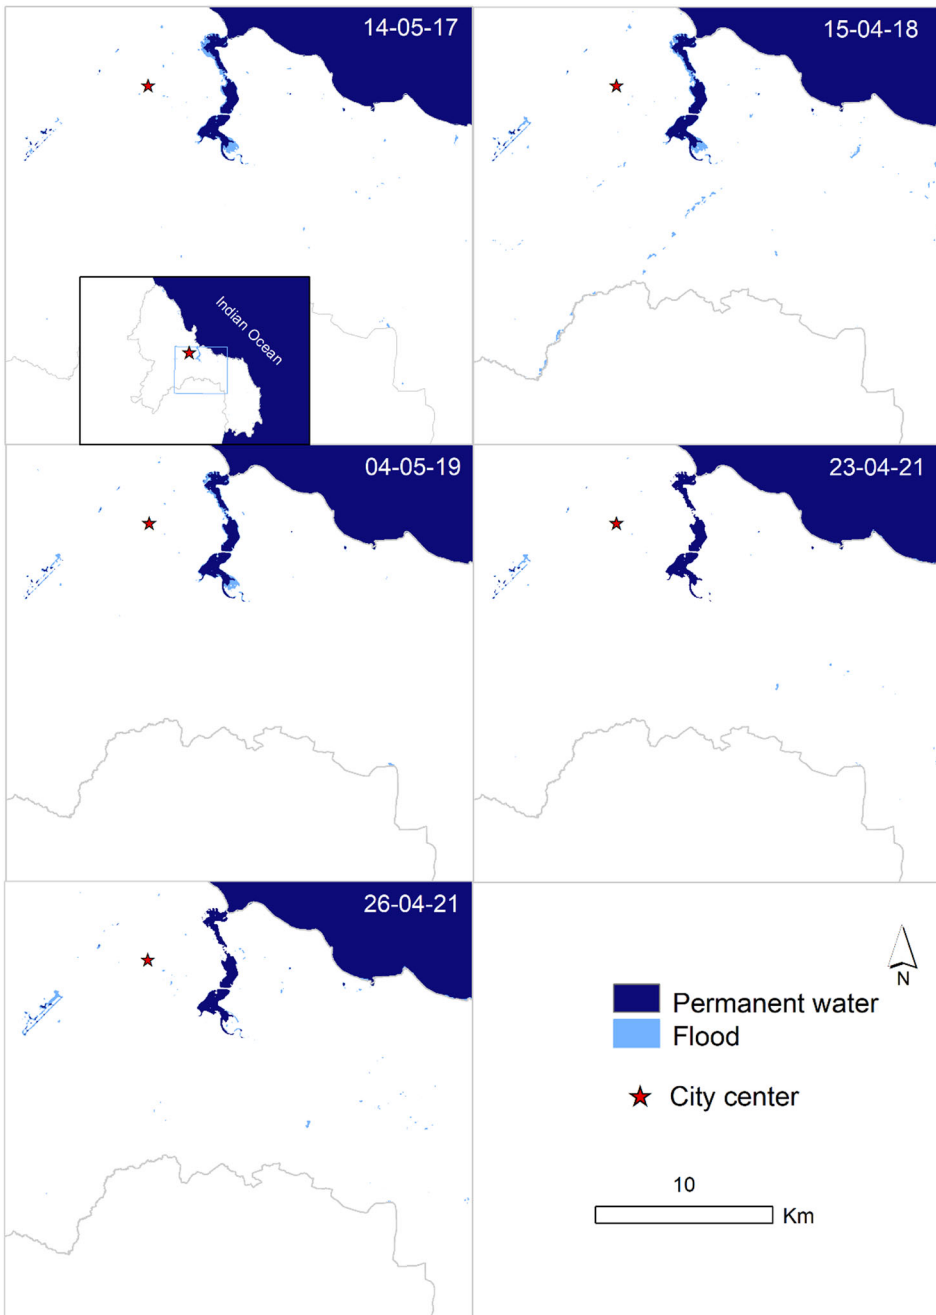 14-05-17
15-04-18
Indian Ocean
04-05-19
23-04-21
26-04-21
N
Permanent water
Flood
City center
10
Km